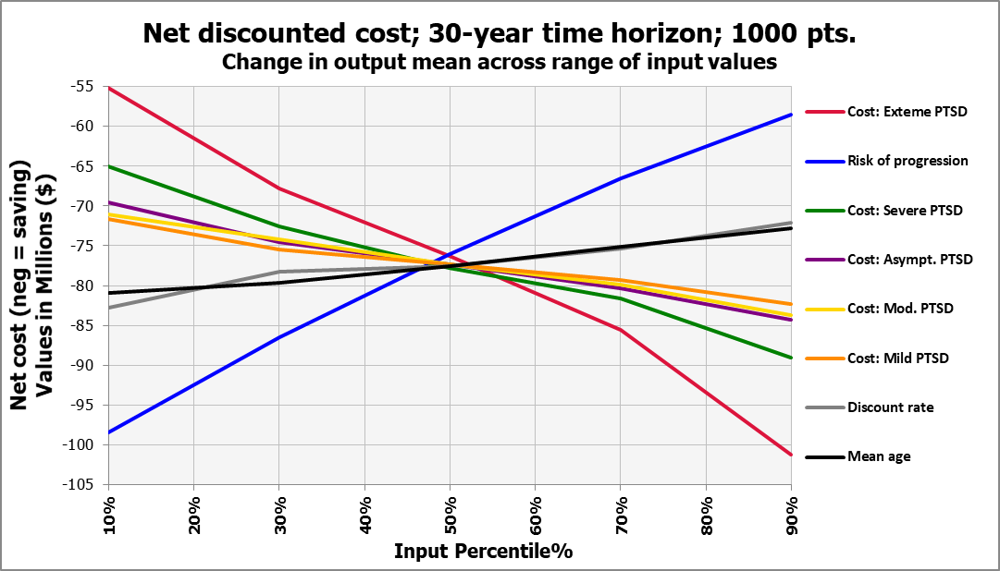 Net discounted cost; 30-year time horizon; 1000 pts.
Change in output mean across range of input values
Net cost (neg = saving)
Values in Millions ($)
-55
-60
-65
-70
-75
-80
-85
-90
-95
-100
-105
10%
20%
30%
40%
50%
60%
70%
80%
90%
Input Percentile%
Cost: Exteme PTSD
Risk of progression
Cost: Severe PTSD
Cost: Asympt. PTSD
Cost: Mod. PTSD
Cost: Mild PTSD
Discount rate
Mean age